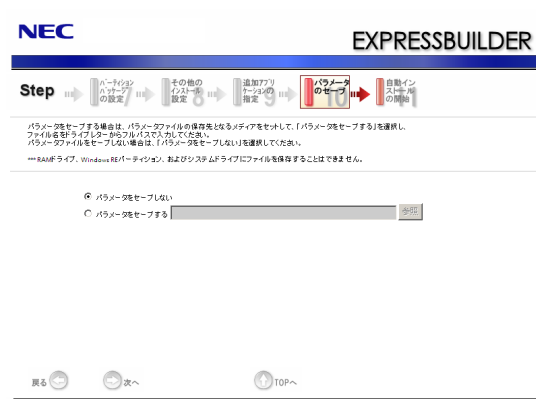 NEC
EXPRESSBUILDER
Step
パーティション
パッケージ
の設定 7
その他の
インストール
設定 8
追加アプリ
ケーションの
指定 9
パラメータ
のセーブ 10
自動イン
ストール
の開始 11
パラメータをセーブする場合は、パラメータファイルの保存先となるメディアをセットして、「パラメータをセーブする」を選択し、
ファイル名をドライブレターからフルパスで入力してください。
パラメータファイルをセーブしない場合は、「パラメータをセーブしない」を選択してください。
*** RAMドライブ、Windows REパーティション、およびシステムドライブにファイルを保存することはできません。
パラメータをセーブしない
パラメータをセーブする
参照
戻る
次へ
TOPへ